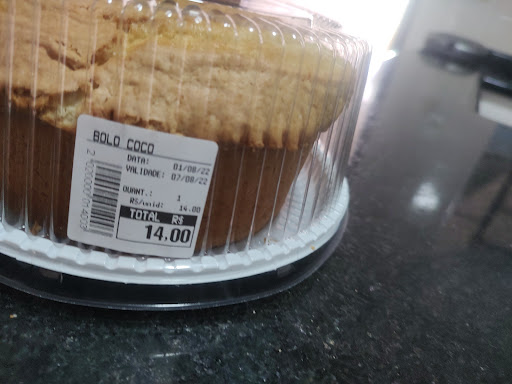 BOLO COCO
DATA: 01/08/22
VALIDADE: 07/08/22
QUANT.: 1
R$/unid: 14.00
TOTAL R$
14,00